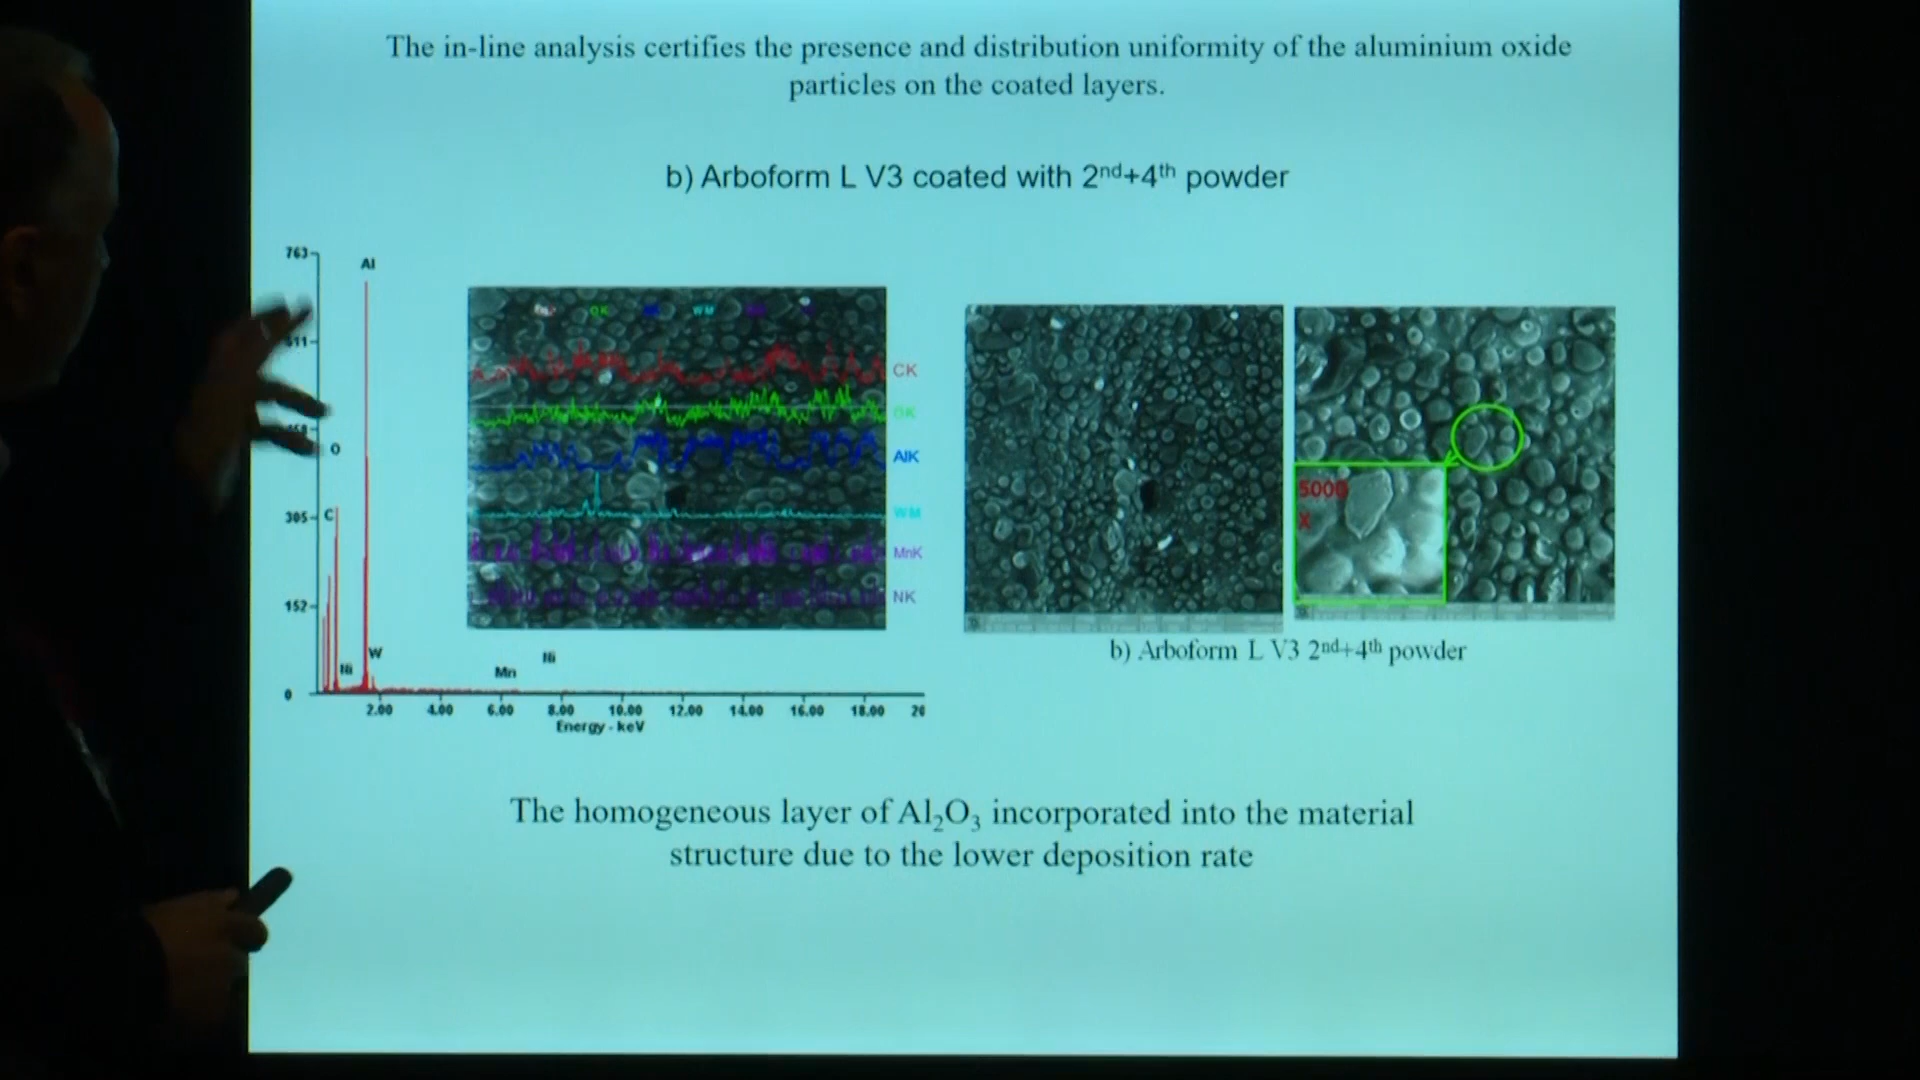 The in-line analysis certifies the presence and distribution uniformity of the aluminium oxide
particles on the coated layers.
b) Arboform L V3 coated with 2nd+4th powder
763
Al
O
305
C
152
W
Mn
0
2.00 4.00 6.00 8.00 10.00 12.00 14.00 16.00 18.00 20
Energy - keV
OK
WM
CK
OK
AlK
WM
MnK
NK
5000
X
b) Arboform L V3 2nd+4th powder
The homogeneous layer of Al₂O₃ incorporated into the material
structure due to the lower deposition rate